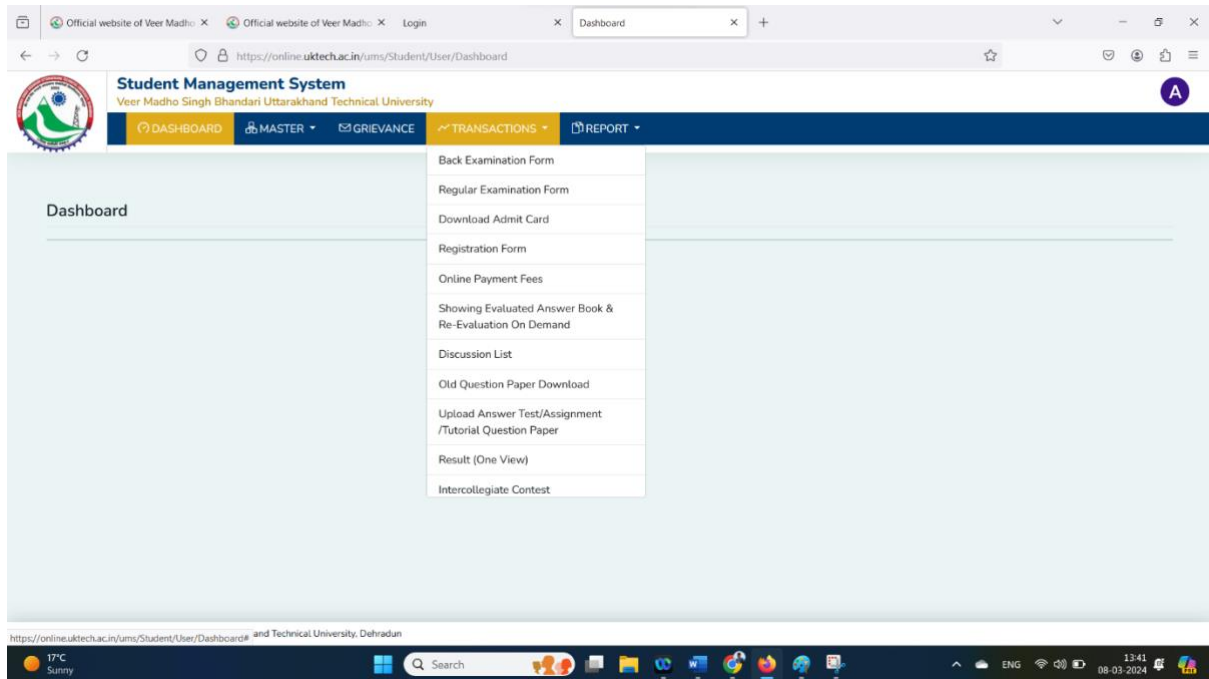 Official website of Veer Madho
Official website of Veer Madho
Login
Dashboard
https://online.uktech.ac.in/ums/Student/User/Dashboard
Student Management System
Veer Madho Singh Bhandari Uttarakhand Technical University
A
DASHBOARD MASTER GRIEVANCE TRANSACTIONS REPORT
Back Examination Form
Regular Examination Form
Dashboard
Download Admit Card
Registration Form
Online Payment Fees
Showing Evaluated Answer Book &
Re-Evaluation On Demand
Discussion List
Old Question Paper Download
Upload Answer Test/Assignment
/Tutorial Question Paper
Result (One View)
Intercollegiate Contest
https://online.uktech.ac.in/ums/Student/User/Dashboard# and Technical University, Dehradun
17°C
Sunny
Search
ENG
13:41
08-03-2024